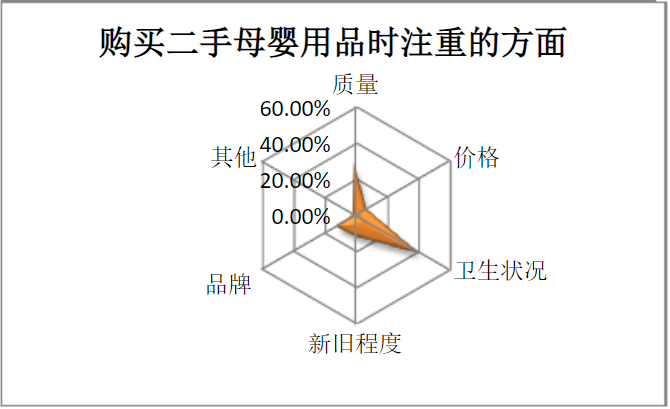 购买二手母婴用品时注重的方面
质量
60.00%
40.00%
其他
价格
20.00%
0.00%
品牌
卫生状况
新旧程度